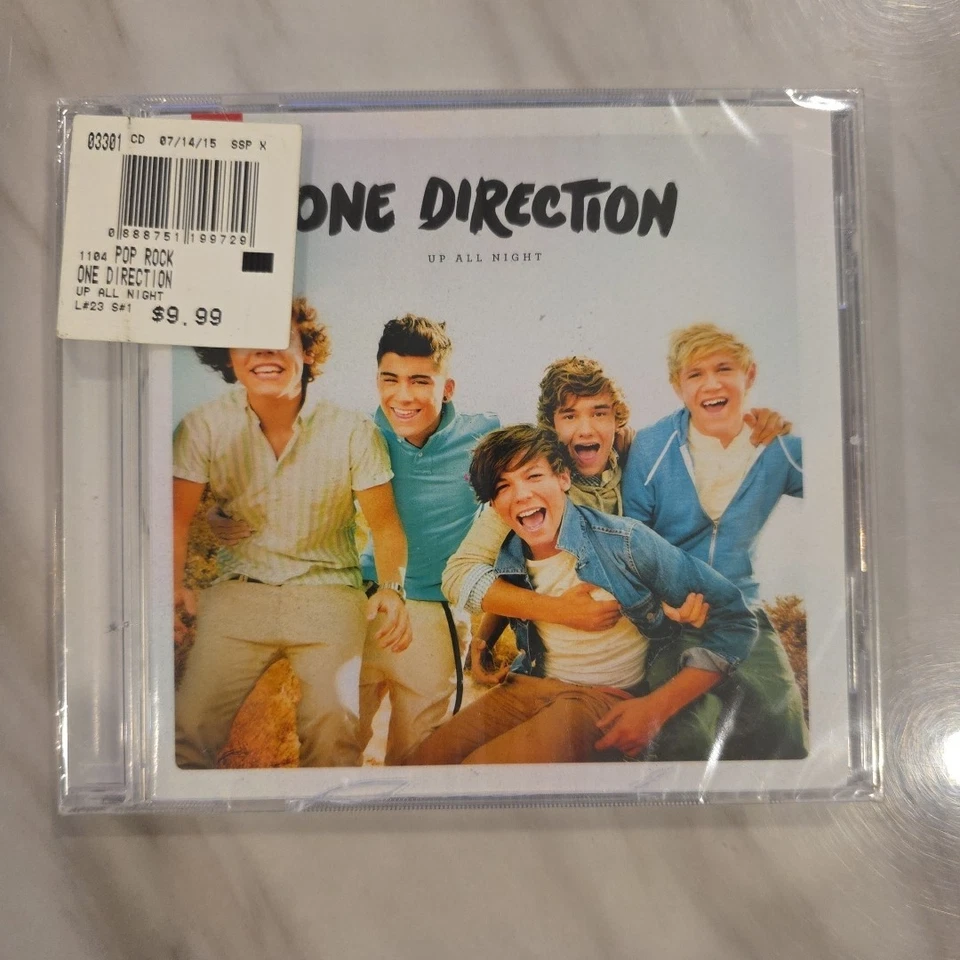 03301 CD 07/14/15 SSP X
0 888751 199729
1104 POP ROCK
ONE DIRECTION
UP ALL NIGHT
L#23 S#1 $9.99
ONE DIRECTION
UP ALL NIGHT